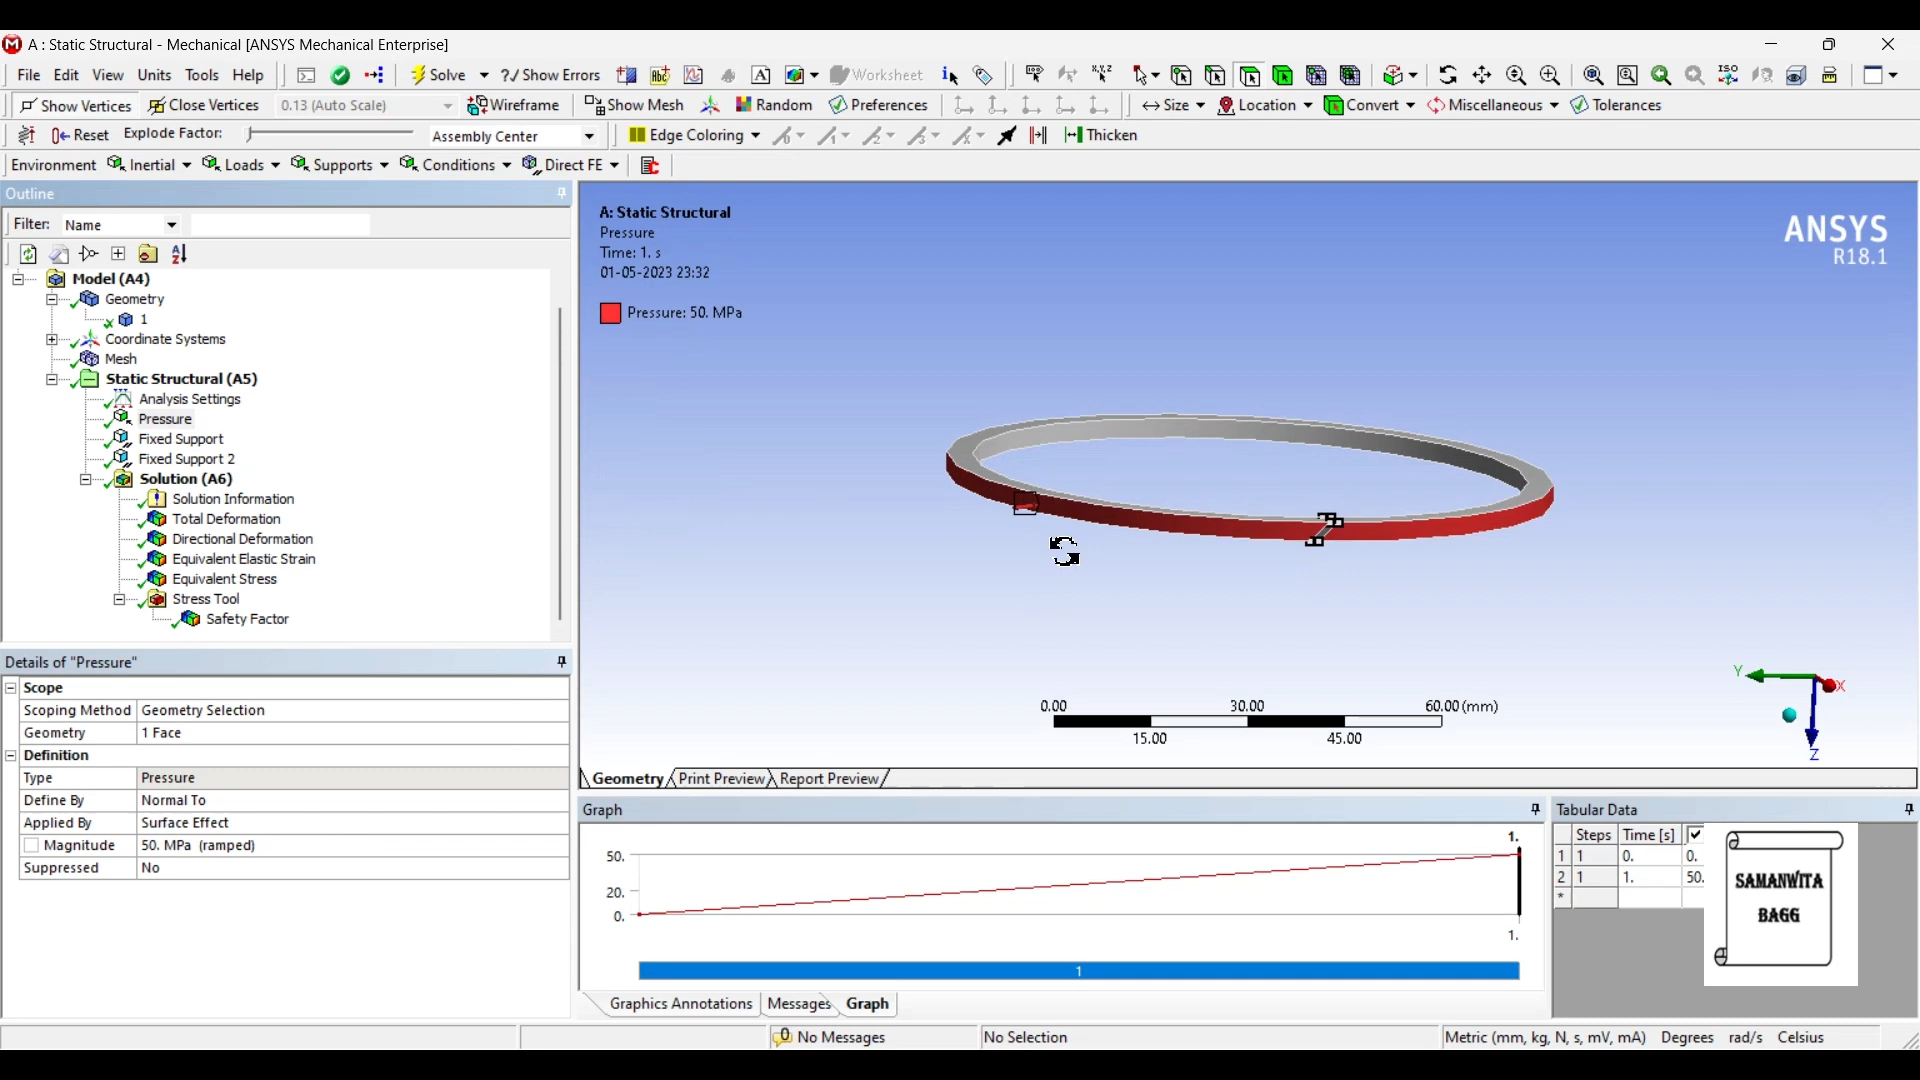 A : Static Structural - Mechanical [ANSYS Mechanical Enterprise]
File Edit View Units Tools Help Solve ?/ Show Errors Worksheet
Show Vertices Close Vertices 0.13 (Auto Scale) Wireframe Show Mesh Random Preferences Size Location Convert Miscellaneous Tolerances
Reset Explode Factor: Assembly Center Edge Coloring Thicken
Environment Inertial Loads Supports Conditions Direct FE
Outline
Filter: Name
Model (A4)
Geometry
1
Coordinate Systems
Mesh
Static Structural (A5)
Analysis Settings
Pressure
Fixed Support
Fixed Support 2
Solution (A6)
Solution Information
Total Deformation
Directional Deformation
Equivalent Elastic Strain
Equivalent Stress
Stress Tool
Safety Factor
Details of "Pressure"
Scope
Scoping Method Geometry Selection
Geometry 1 Face
Definition
Type Pressure
Define By Normal To
Applied By Surface Effect
Magnitude 50. MPa (ramped)
Suppressed No
A: Static Structural
Pressure
Time: 1. s
01-05-2023 23:32
Pressure: 50. MPa
ANSYS
R18.1
0.00 30.00 60.00 (mm)
15.00 45.00
Y X
Z
Geometry Print Preview Report Preview
Graph
1.
50.
20.
0.
1.
1
Graphics Annotations Messages Graph
Tabular Data
Steps Time [s]
1 1 0. 0.
2 1 1. 50.
*
SAMANWITA
BAGG
No Messages No Selection Metric (mm, kg, N, s, mV, mA) Degrees rad/s Celsius